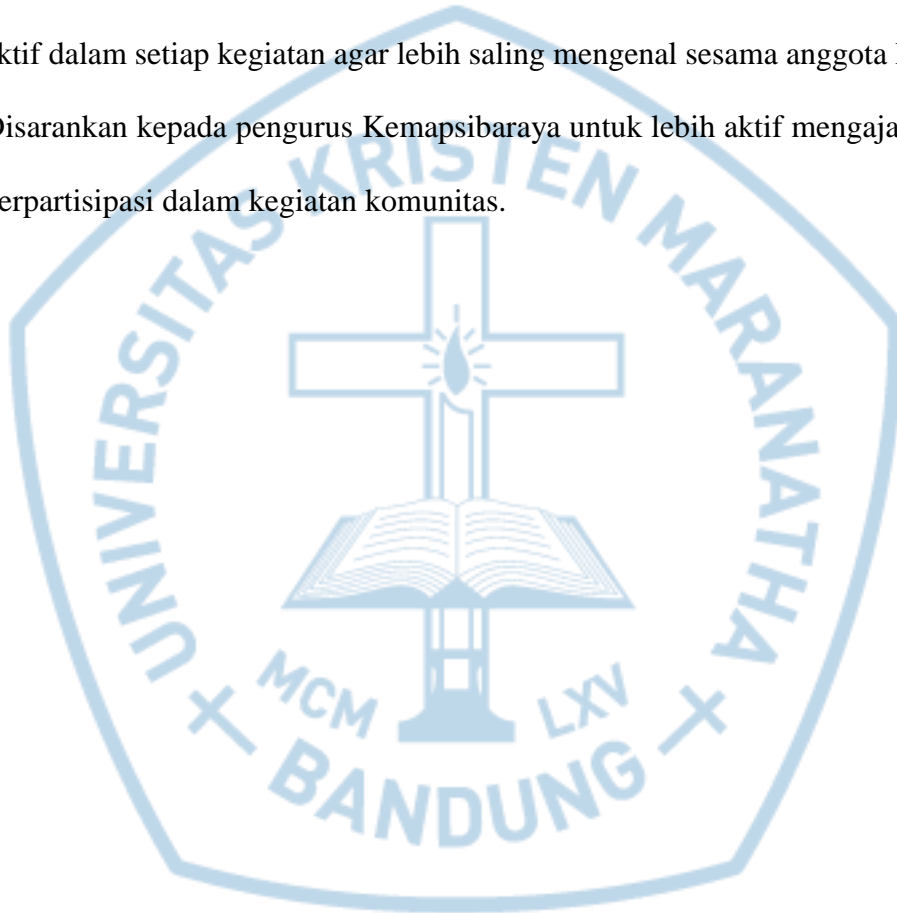 ktif dalam setiap kegiatan agar lebih saling mengenal sesama anggota
Disarankan kepada pengurus Kemapsibaraya untuk lebih aktif mengaja
erpartisipasi dalam kegiatan komunitas.
UNIVERSITAS KRISTEN MARANATHA
MCM LXV
BANDUNG